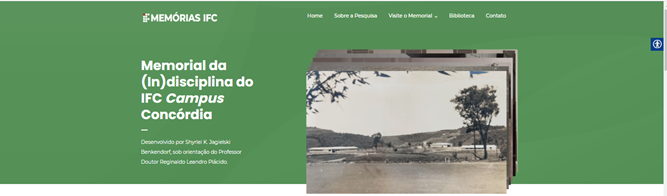 MEMÓRIAS IFC
Home Sobre a Pesquisa Visite o Memorial Biblioteca Contato
Memorial da
(In)disciplina do
IFC Campus
Concórdia
Desenvolvido por Shyrlei K. Jagielski
Benkendorf, sob orientação do Professor
Doutor Reginaldo Leandro Plácido.